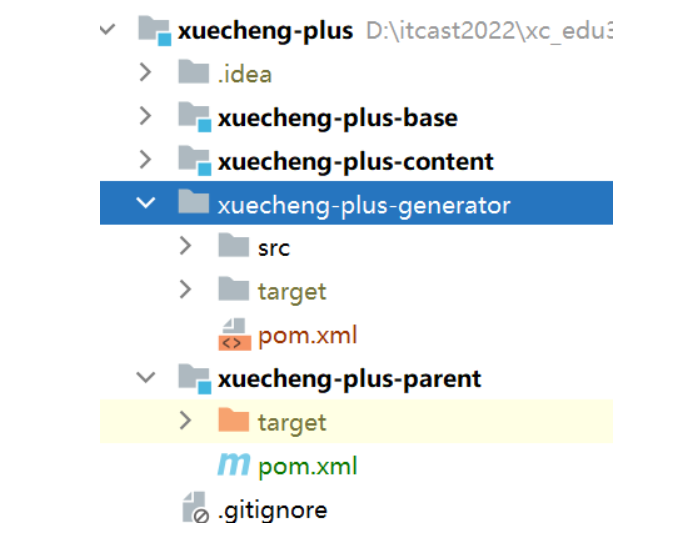 xuecheng-plus D:\itcast2022\xc_edu3
.idea
xuecheng-plus-base
xuecheng-plus-content
xuecheng-plus-generator
src
target
pom.xml
xuecheng-plus-parent
target
pom.xml
.gitignore